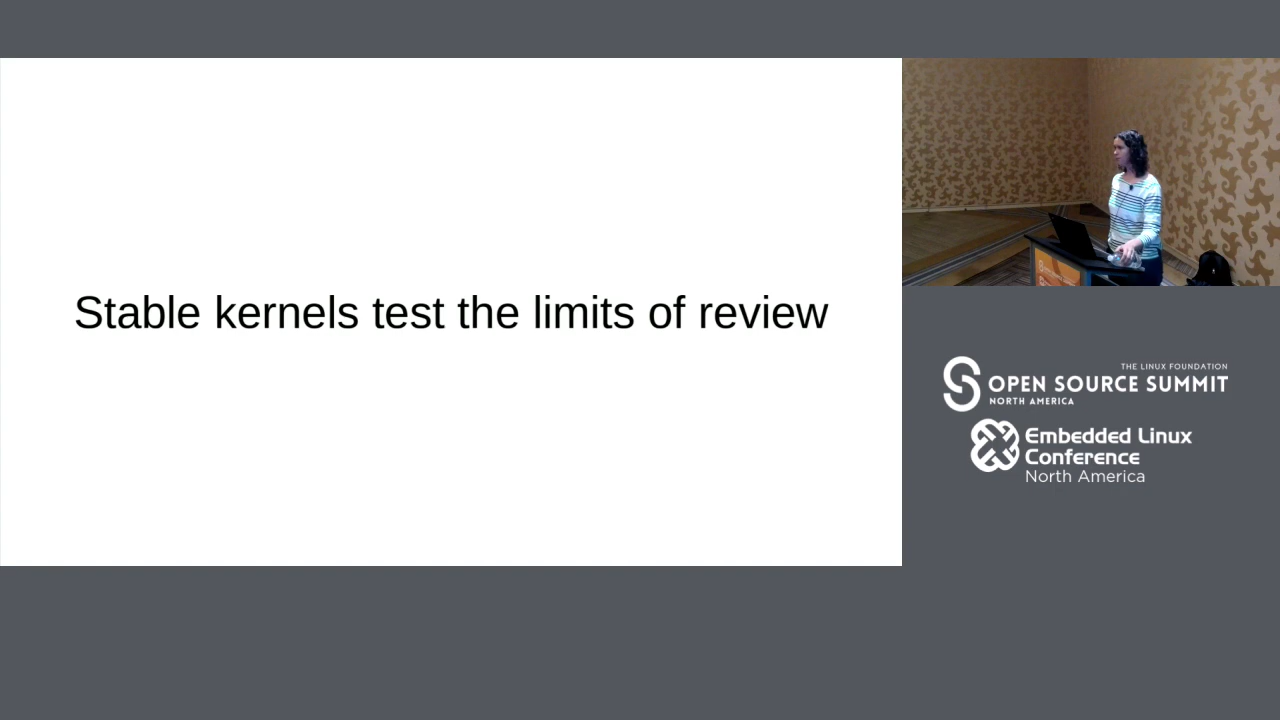 Stable kernels test the limits of review
THE LINUX FOUNDATION
OPEN SOURCE SUMMIT
NORTH AMERICA
Embedded Linux
Conference
North America